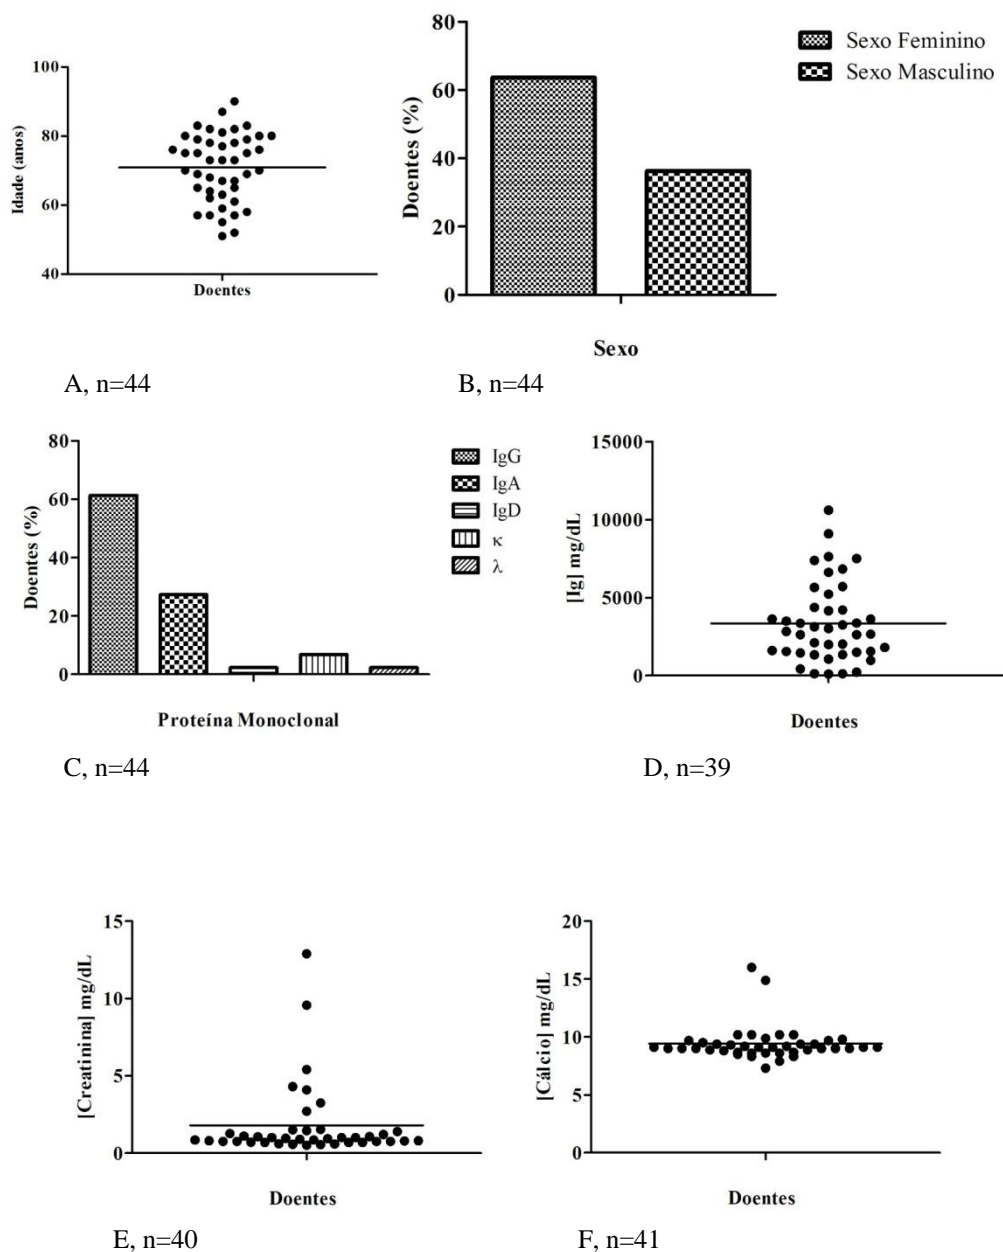 100
80
60
40
Idade (anos)
Doentes
A, n=44
80
60
40
20
0
Doentes (%)
Sexo
Sexo Feminino
Sexo Masculino
B, n=44
80
60
40
20
0
Doentes (%)
Proteína Monoclonal
IgG
IgA
IgD
κ
λ
C, n=44
15000
10000
5000
0
[Ig] mg/dL
Doentes
D, n=39
15
10
5
0
[Creatinina] mg/dL
Doentes
E, n=40
20
15
10
5
0
[Cálcio] mg/dL
Doentes
F, n=41